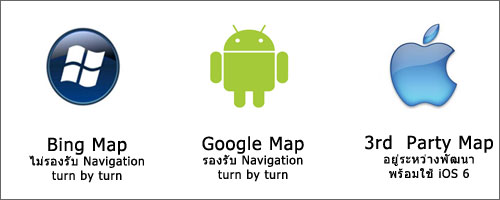 Bing Map
ไม่รองรับ Navigation
turn by turn
Google Map
รองรับ Navigation
turn by turn
3rd Party Map
อยู่ระหว่างพัฒนา
พร้อมใช้ iOS 6